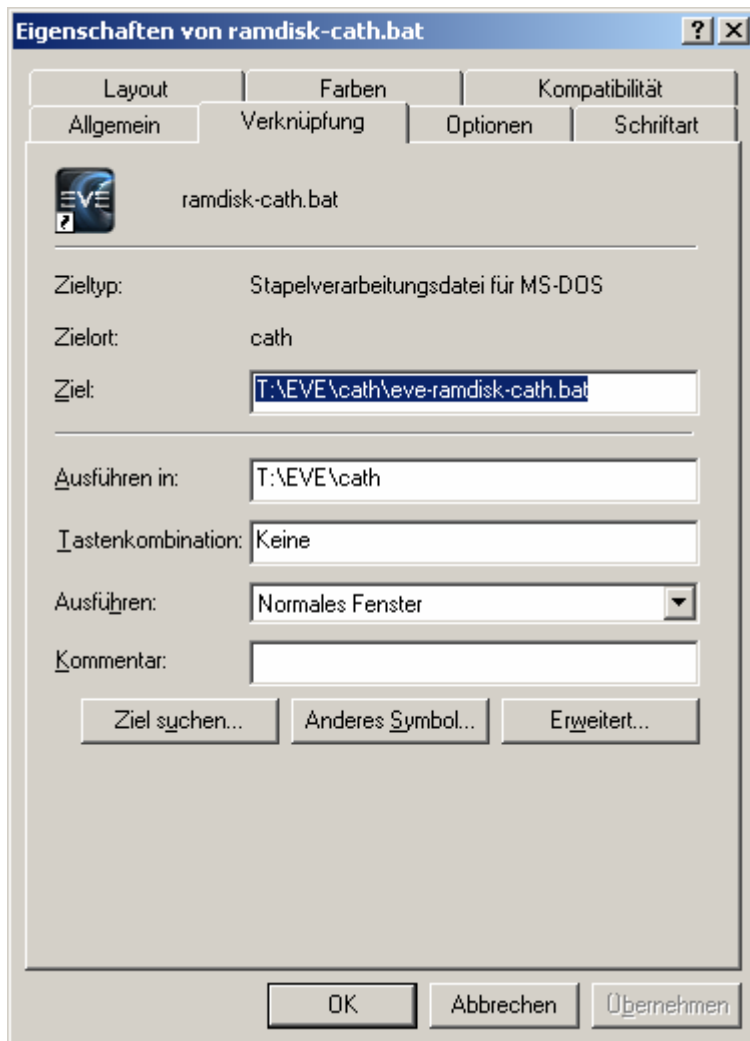 Eigenschaften von ramdisk-cath.bat
Layout Farben Kompatibilität
Allgemein Verknüpfung Optionen Schriftart
EVE ramdisk-cath.bat
Zieltyp: Stapelverarbeitungsdatei für MS-DOS
Zielort: cath
Ziel: T:\EVE\cath\eve-ramdisk-cath.bat
Ausführen in: T:\EVE\cath
Tastenkombination: Keine
Ausführen: Normales Fenster
Kommentar:
Ziel suchen... Anderes Symbol... Erweitert...
OK Abbrechen Übernehmen